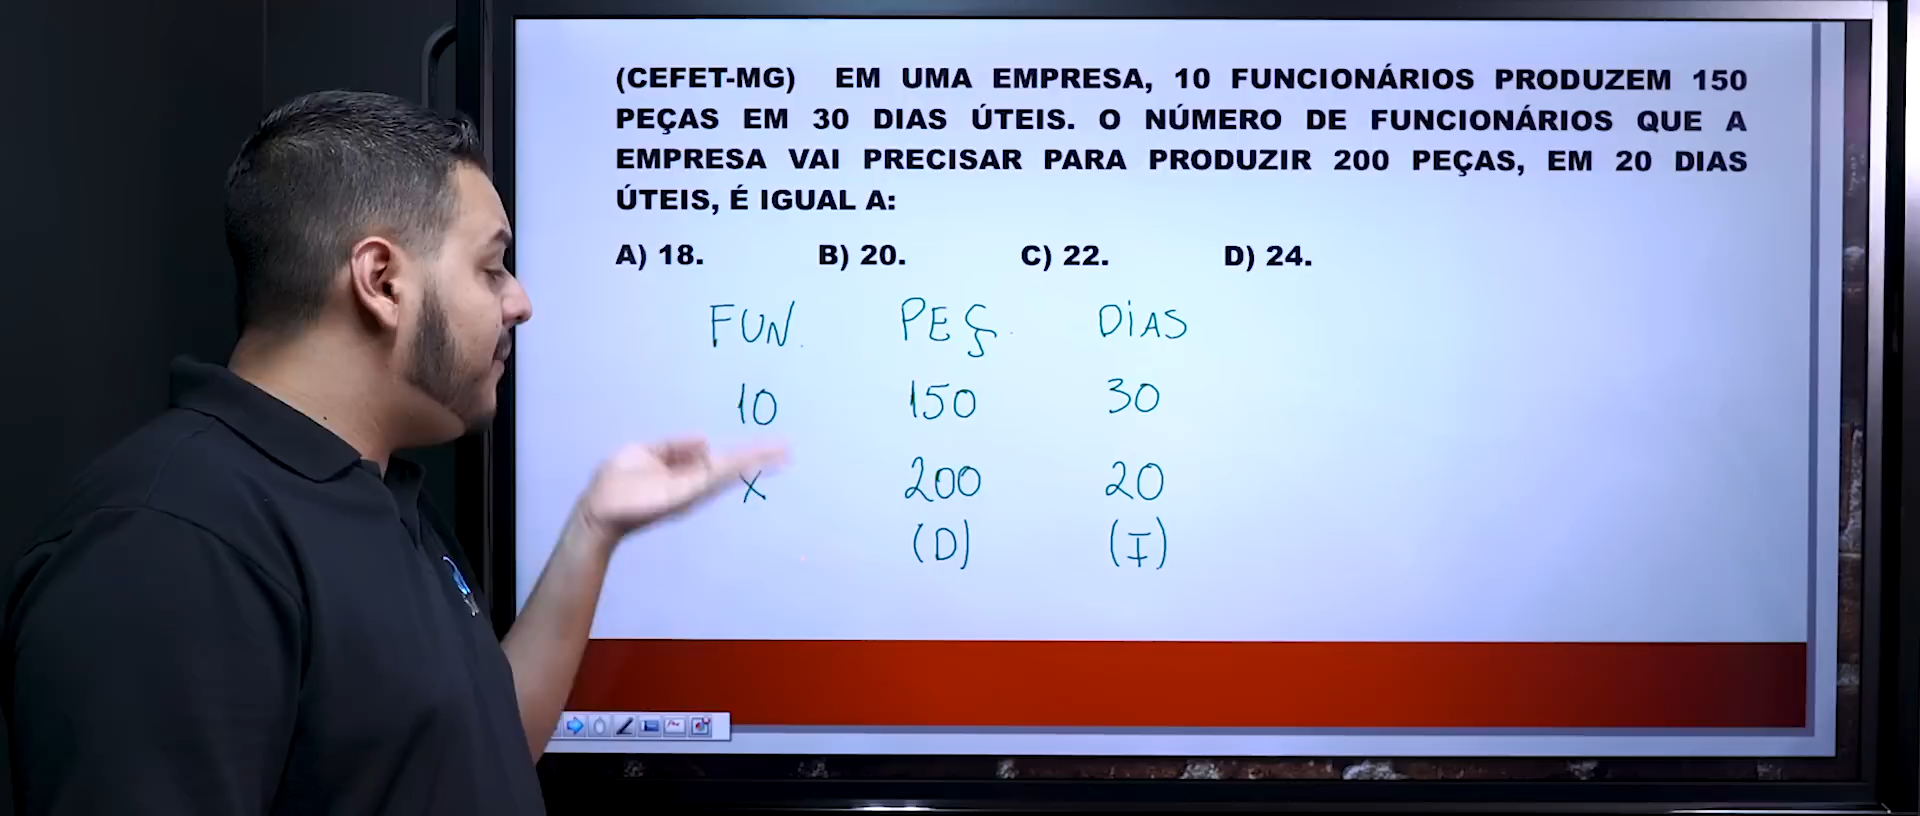 (CEFET-MG) EM UMA EMPRESA, 10 FUNCIONÁRIOS PRODUZEM 150
PEÇAS EM 30 DIAS ÚTEIS. O NÚMERO DE FUNCIONÁRIOS QUE A
EMPRESA VAI PRECISAR PARA PRODUZIR 200 PEÇAS, EM 20 DIAS
ÚTEIS, É IGUAL A:
A) 18. B) 20. C) 22. D) 24.
FUN. PEÇ. DIAS
10 150 30
X 200 20
(D) (I)